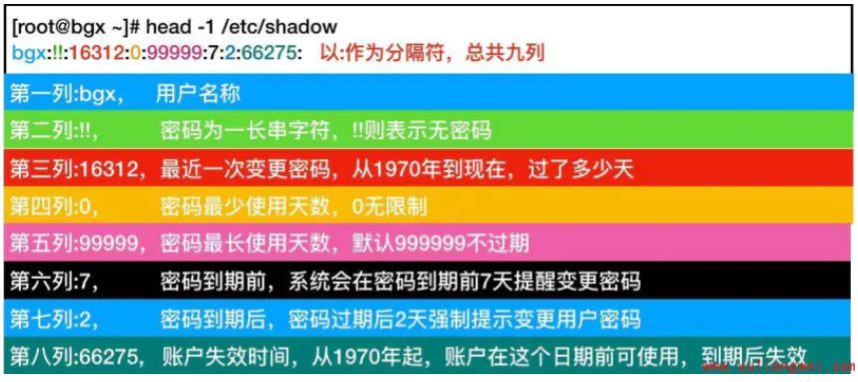 [root@bgx ~]# head -1 /etc/shadow
bgx:!!:16312:0:99999:7:2:66275: 以:作为分隔符，总共九列
第一列:bgx， 用户名称
第二列:!!， 密码为一长串字符，!!则表示无密码
第三列:16312，最近一次变更密码，从1970年到现在，过了多少天
第四列:0， 密码最少使用天数，0无限制
第五列:99999，密码最长使用天数，默认999999不过期
第六列:7， 密码到期前，系统会在密码到期前7天提醒变更密码
第七列:2， 密码到期后，密码过期后2天强制提示变更用户密码
第八列:66275，账户失效时间，从1970年起，账户在这个日期前可使用，到期后失效
www.xuliangwei.com